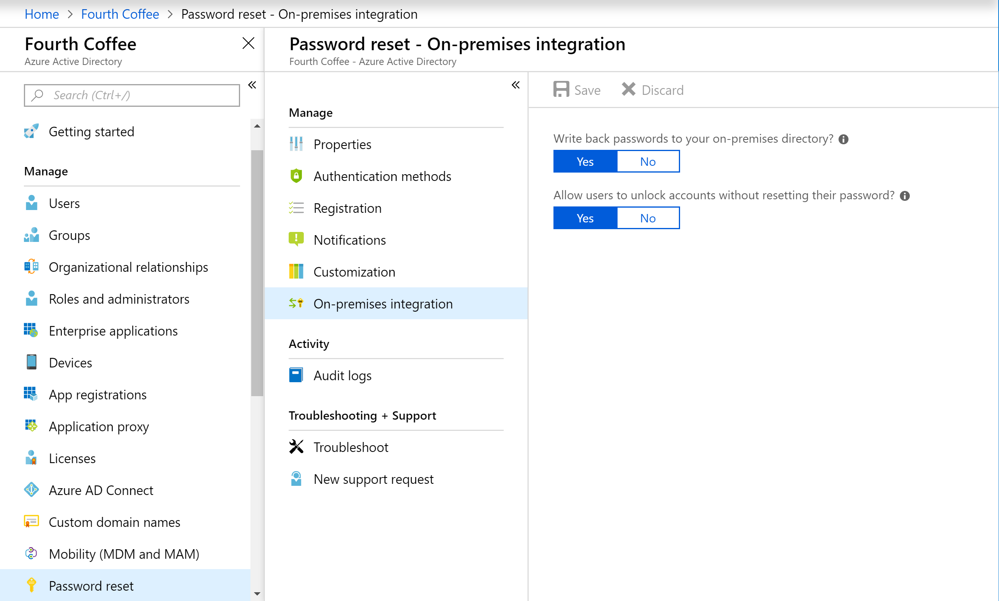 Home > Fourth Coffee > Password reset - On-premises integration
Fourth Coffee
Azure Active Directory
Search (Ctrl+/)
Getting started
Manage
Users
Groups
Organizational relationships
Roles and administrators
Enterprise applications
Devices
App registrations
Application proxy
Licenses
Azure AD Connect
Custom domain names
Mobility (MDM and MAM)
Password reset
Password reset - On-premises integration
Fourth Coffee - Azure Active Directory
Manage
Properties
Authentication methods
Registration
Notifications
Customization
On-premises integration
Activity
Audit logs
Troubleshooting + Support
Troubleshoot
New support request
Save Discard
Write back passwords to your on-premises directory?
Yes No
Allow users to unlock accounts without resetting their password?
Yes No